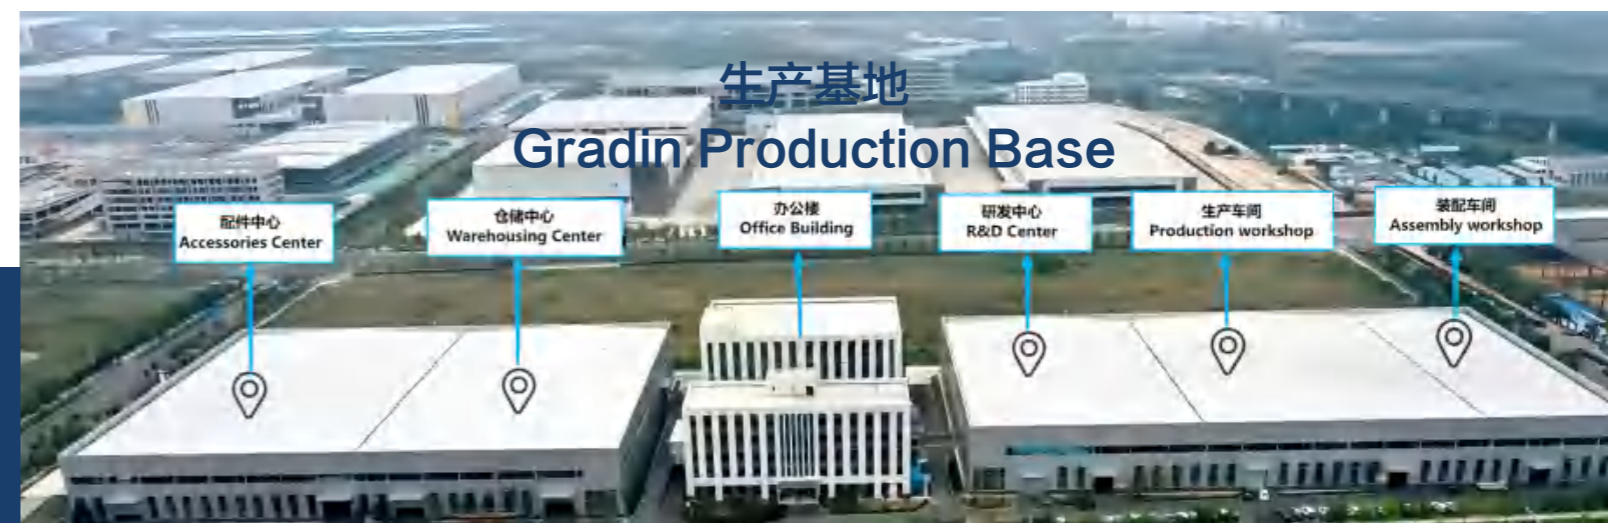 生产基地
Gradin Production Base
配件中心
Accessories Center
仓储中心
Warehousing Center
办公楼
Office Building
研发中心
R&D Center
生产车间
Production workshop
装配车间
Assembly workshop